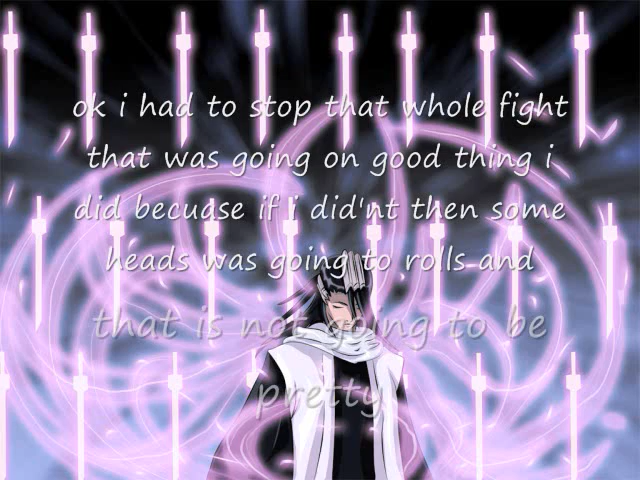 ok i had to stop that whole fight
that was going on good thing i
did becuase if i did'nt then some
heads was going to rolls and
that is not going to be
pretty